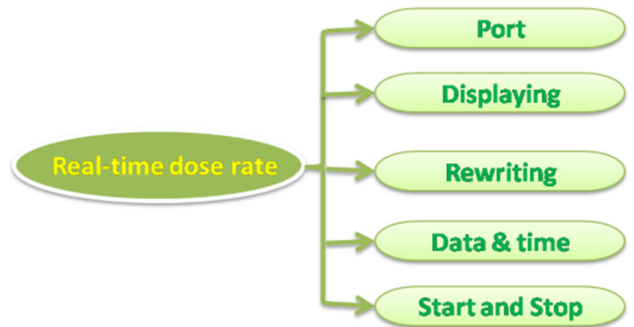 Port
Displaying
Real-time dose rate
Rewriting
Data & time
Start and Stop